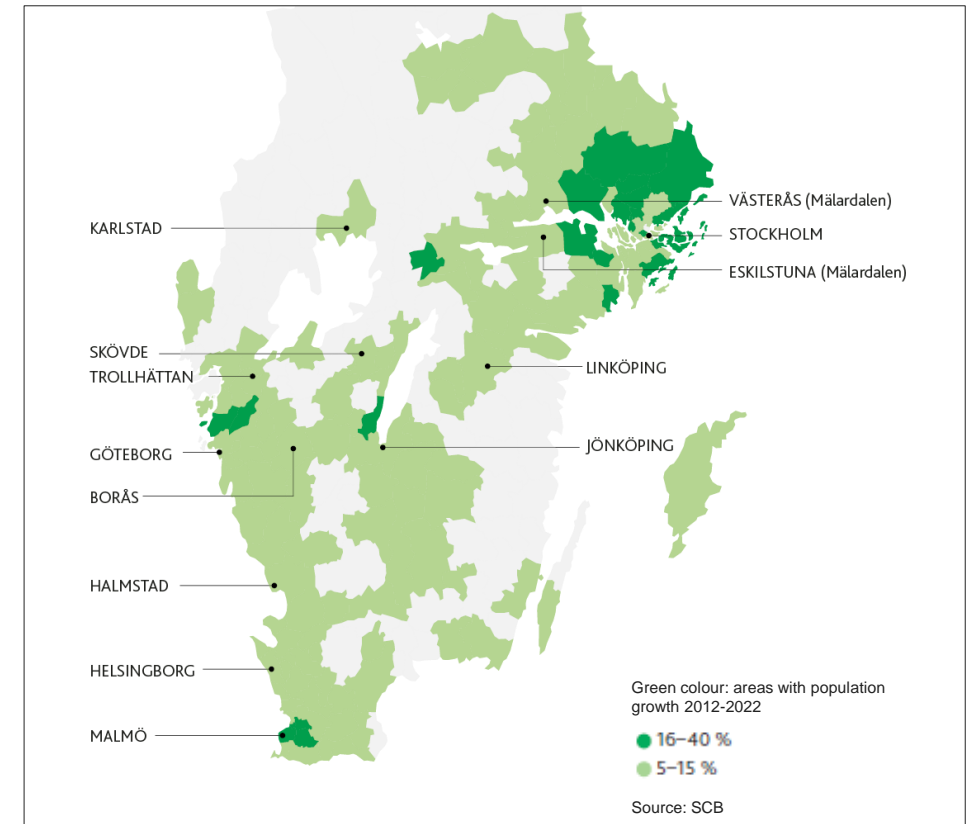 VÄSTERÅS (Mälardalen)
KARLSTAD
STOCKHOLM
ESKILSTUNA (Mälardalen)
SKÖVDE
LINKÖPING
TROLLHÄTTAN
JÖNKÖPING
GÖTEBORG
BORÅS
HALMSTAD
HELSINGBORG
MALMÖ
Green colour: areas with population
growth 2012-2022
16–40 %
5–15 %
Source: SCB